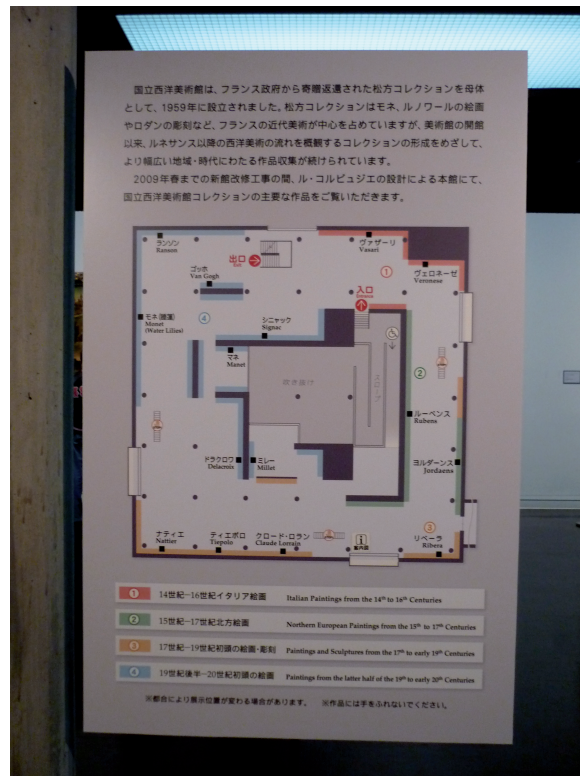 国立西洋美術館は、フランス政府から寄贈返還された松方コレクションを母体
として、1959年に設立されました。松方コレクションはモネ、ルノワールの絵画
やロダンの彫刻など、フランスの近代美術が中心を占めていますが、美術館の開館
以来、ルネサンス以降の西洋美術の流れを概観するコレクションの形成をめざして、
より幅広い地域・時代にわたる作品収集が続けられています。
2009年春までの新館改修工事の間、ル・コルビュジエの設計による本館にて、
国立西洋美術館コレクションの主要な作品をご覧いただきます。
ランソン
Ranson
出口
Exit
ヴァザーリ
Vasari
1
ゴッホ
Van Gogh
ヴェロネーゼ
Veronese
入口
Entrance
モネ(睡蓮)
Monet
(Water Lilies)
4
シニャック
Signac
マネ
Manet
吹き抜け
スロープ
2
ルーベンス
Rubens
ドラクロワ
Delacroix
ミレー
Millet
ヨルダーンス
Jordaens
3
ナティエ
Nattier
ティエポロ
Tiepolo
クロード・ロラン
Claude Lorrain
i
案内図
リベーラ
Ribera
1 14世紀－16世紀イタリア絵画 Italian Paintings from the 14th to 16th Centuries
2 15世紀－17世紀北方絵画 Northern European Paintings from the 15th to 17th Centuries
3 17世紀－19世紀初頭の絵画・彫刻 Paintings and Sculptures from the 17th to early 19th Centuries
4 19世紀後半－20世紀初頭の絵画 Paintings from the latter half of the 19th to early 20th Centuries
※都合により展示位置が変わる場合があります。 ※作品には手をふれないでください。